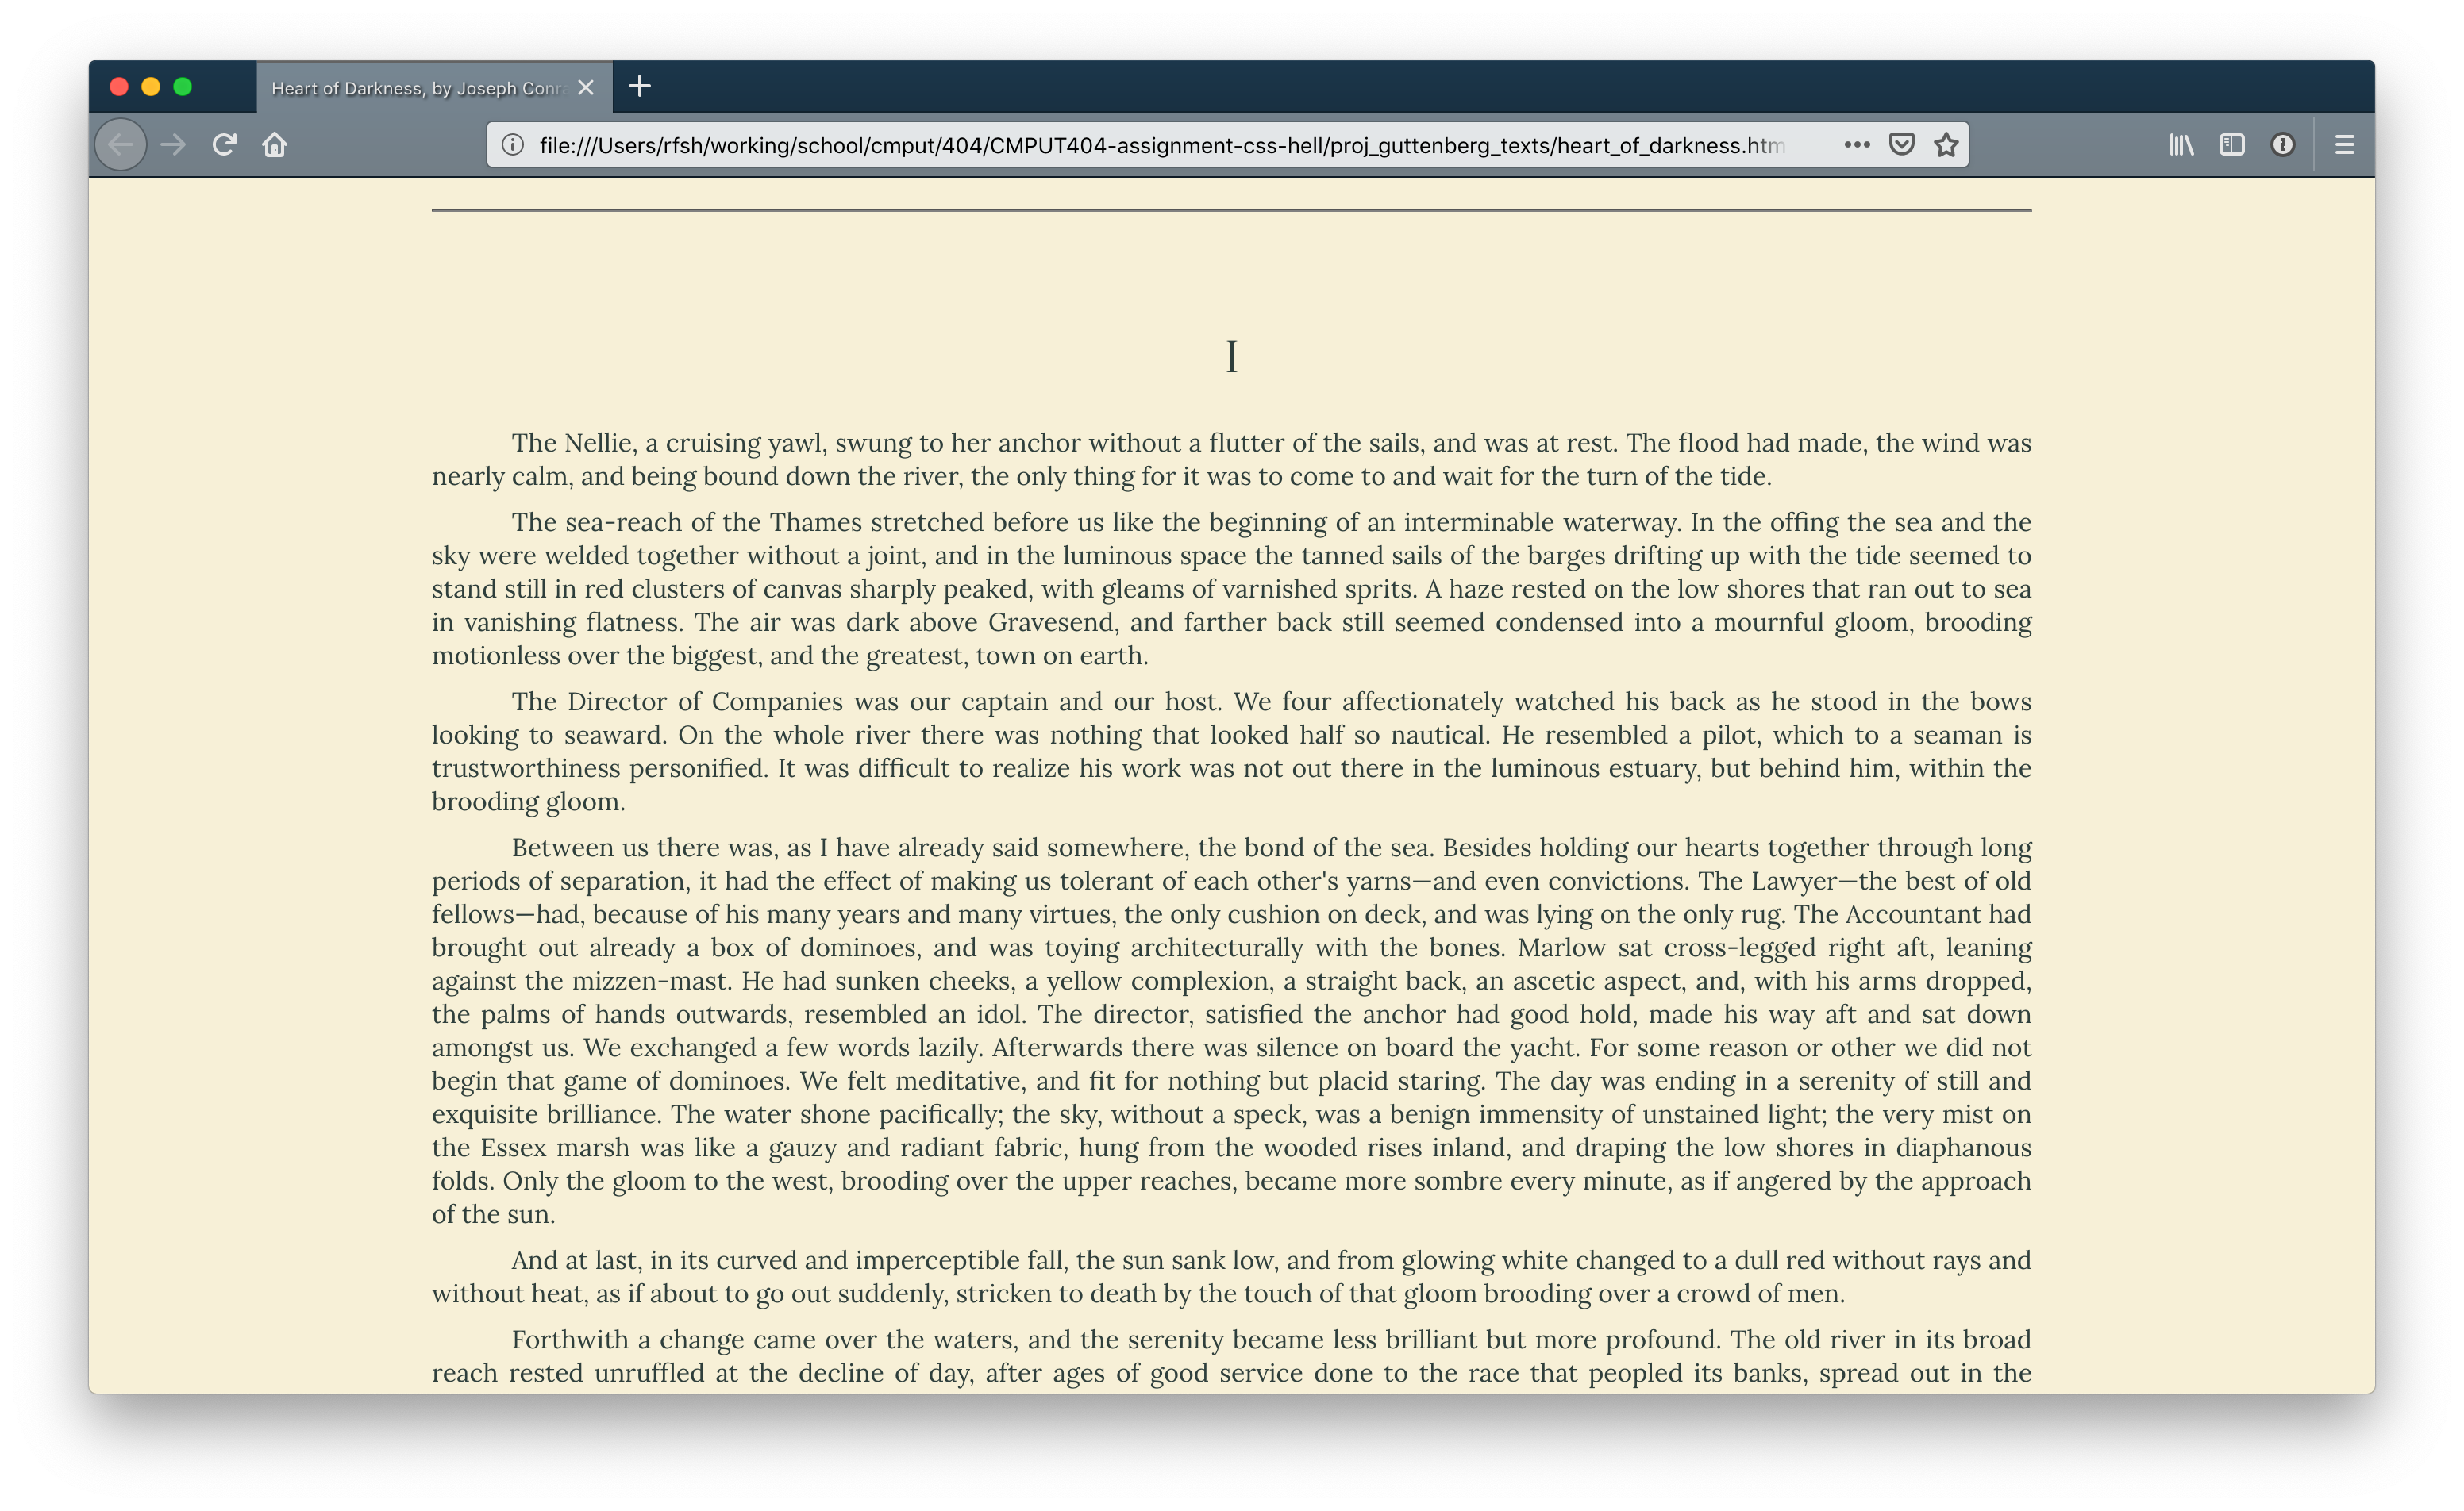 Heart of Darkness, by Joseph Conr
file:///Users/rfsh/working/school/cmput/404/CMPUT404-assignment-css-hell/proj_guttenberg_texts/heart_of_darkness.htm
I
The Nellie, a cruising yawl, swung to her anchor without a flutter of the sails, and was at rest. The flood had made, the wind was
nearly calm, and being bound down the river, the only thing for it was to come to and wait for the turn of the tide.
The sea-reach of the Thames stretched before us like the beginning of an interminable waterway. In the offing the sea and the
sky were welded together without a joint, and in the luminous space the tanned sails of the barges drifting up with the tide seemed to
stand still in red clusters of canvas sharply peaked, with gleams of varnished sprits. A haze rested on the low shores that ran out to sea
in vanishing flatness. The air was dark above Gravesend, and farther back still seemed condensed into a mournful gloom, brooding
motionless over the biggest, and the greatest, town on earth.
The Director of Companies was our captain and our host. We four affectionately watched his back as he stood in the bows
looking to seaward. On the whole river there was nothing that looked half so nautical. He resembled a pilot, which to a seaman is
trustworthiness personified. It was difficult to realize his work was not out there in the luminous estuary, but behind him, within the
brooding gloom.
Between us there was, as I have already said somewhere, the bond of the sea. Besides holding our hearts together through long
periods of separation, it had the effect of making us tolerant of each other's yarns—and even convictions. The Lawyer—the best of old
fellows—had, because of his many years and many virtues, the only cushion on deck, and was lying on the only rug. The Accountant had
brought out already a box of dominoes, and was toying architecturally with the bones. Marlow sat cross-legged right aft, leaning
against the mizzen-mast. He had sunken cheeks, a yellow complexion, a straight back, an ascetic aspect, and, with his arms dropped,
the palms of hands outwards, resembled an idol. The director, satisfied the anchor had good hold, made his way aft and sat down
amongst us. We exchanged a few words lazily. Afterwards there was silence on board the yacht. For some reason or other we did not
begin that game of dominoes. We felt meditative, and fit for nothing but placid staring. The day was ending in a serenity of still and
exquisite brilliance. The water shone pacifically; the sky, without a speck, was a benign immensity of unstained light; the very mist on
the Essex marsh was like a gauzy and radiant fabric, hung from the wooded rises inland, and draping the low shores in diaphanous
folds. Only the gloom to the west, brooding over the upper reaches, became more sombre every minute, as if angered by the approach
of the sun.
And at last, in its curved and imperceptible fall, the sun sank low, and from glowing white changed to a dull red without rays and
without heat, as if about to go out suddenly, stricken to death by the touch of that gloom brooding over a crowd of men.
Forthwith a change came over the waters, and the serenity became less brilliant but more profound. The old river in its broad
reach rested unruffled at the decline of day, after ages of good service done to the race that peopled its banks, spread out in the